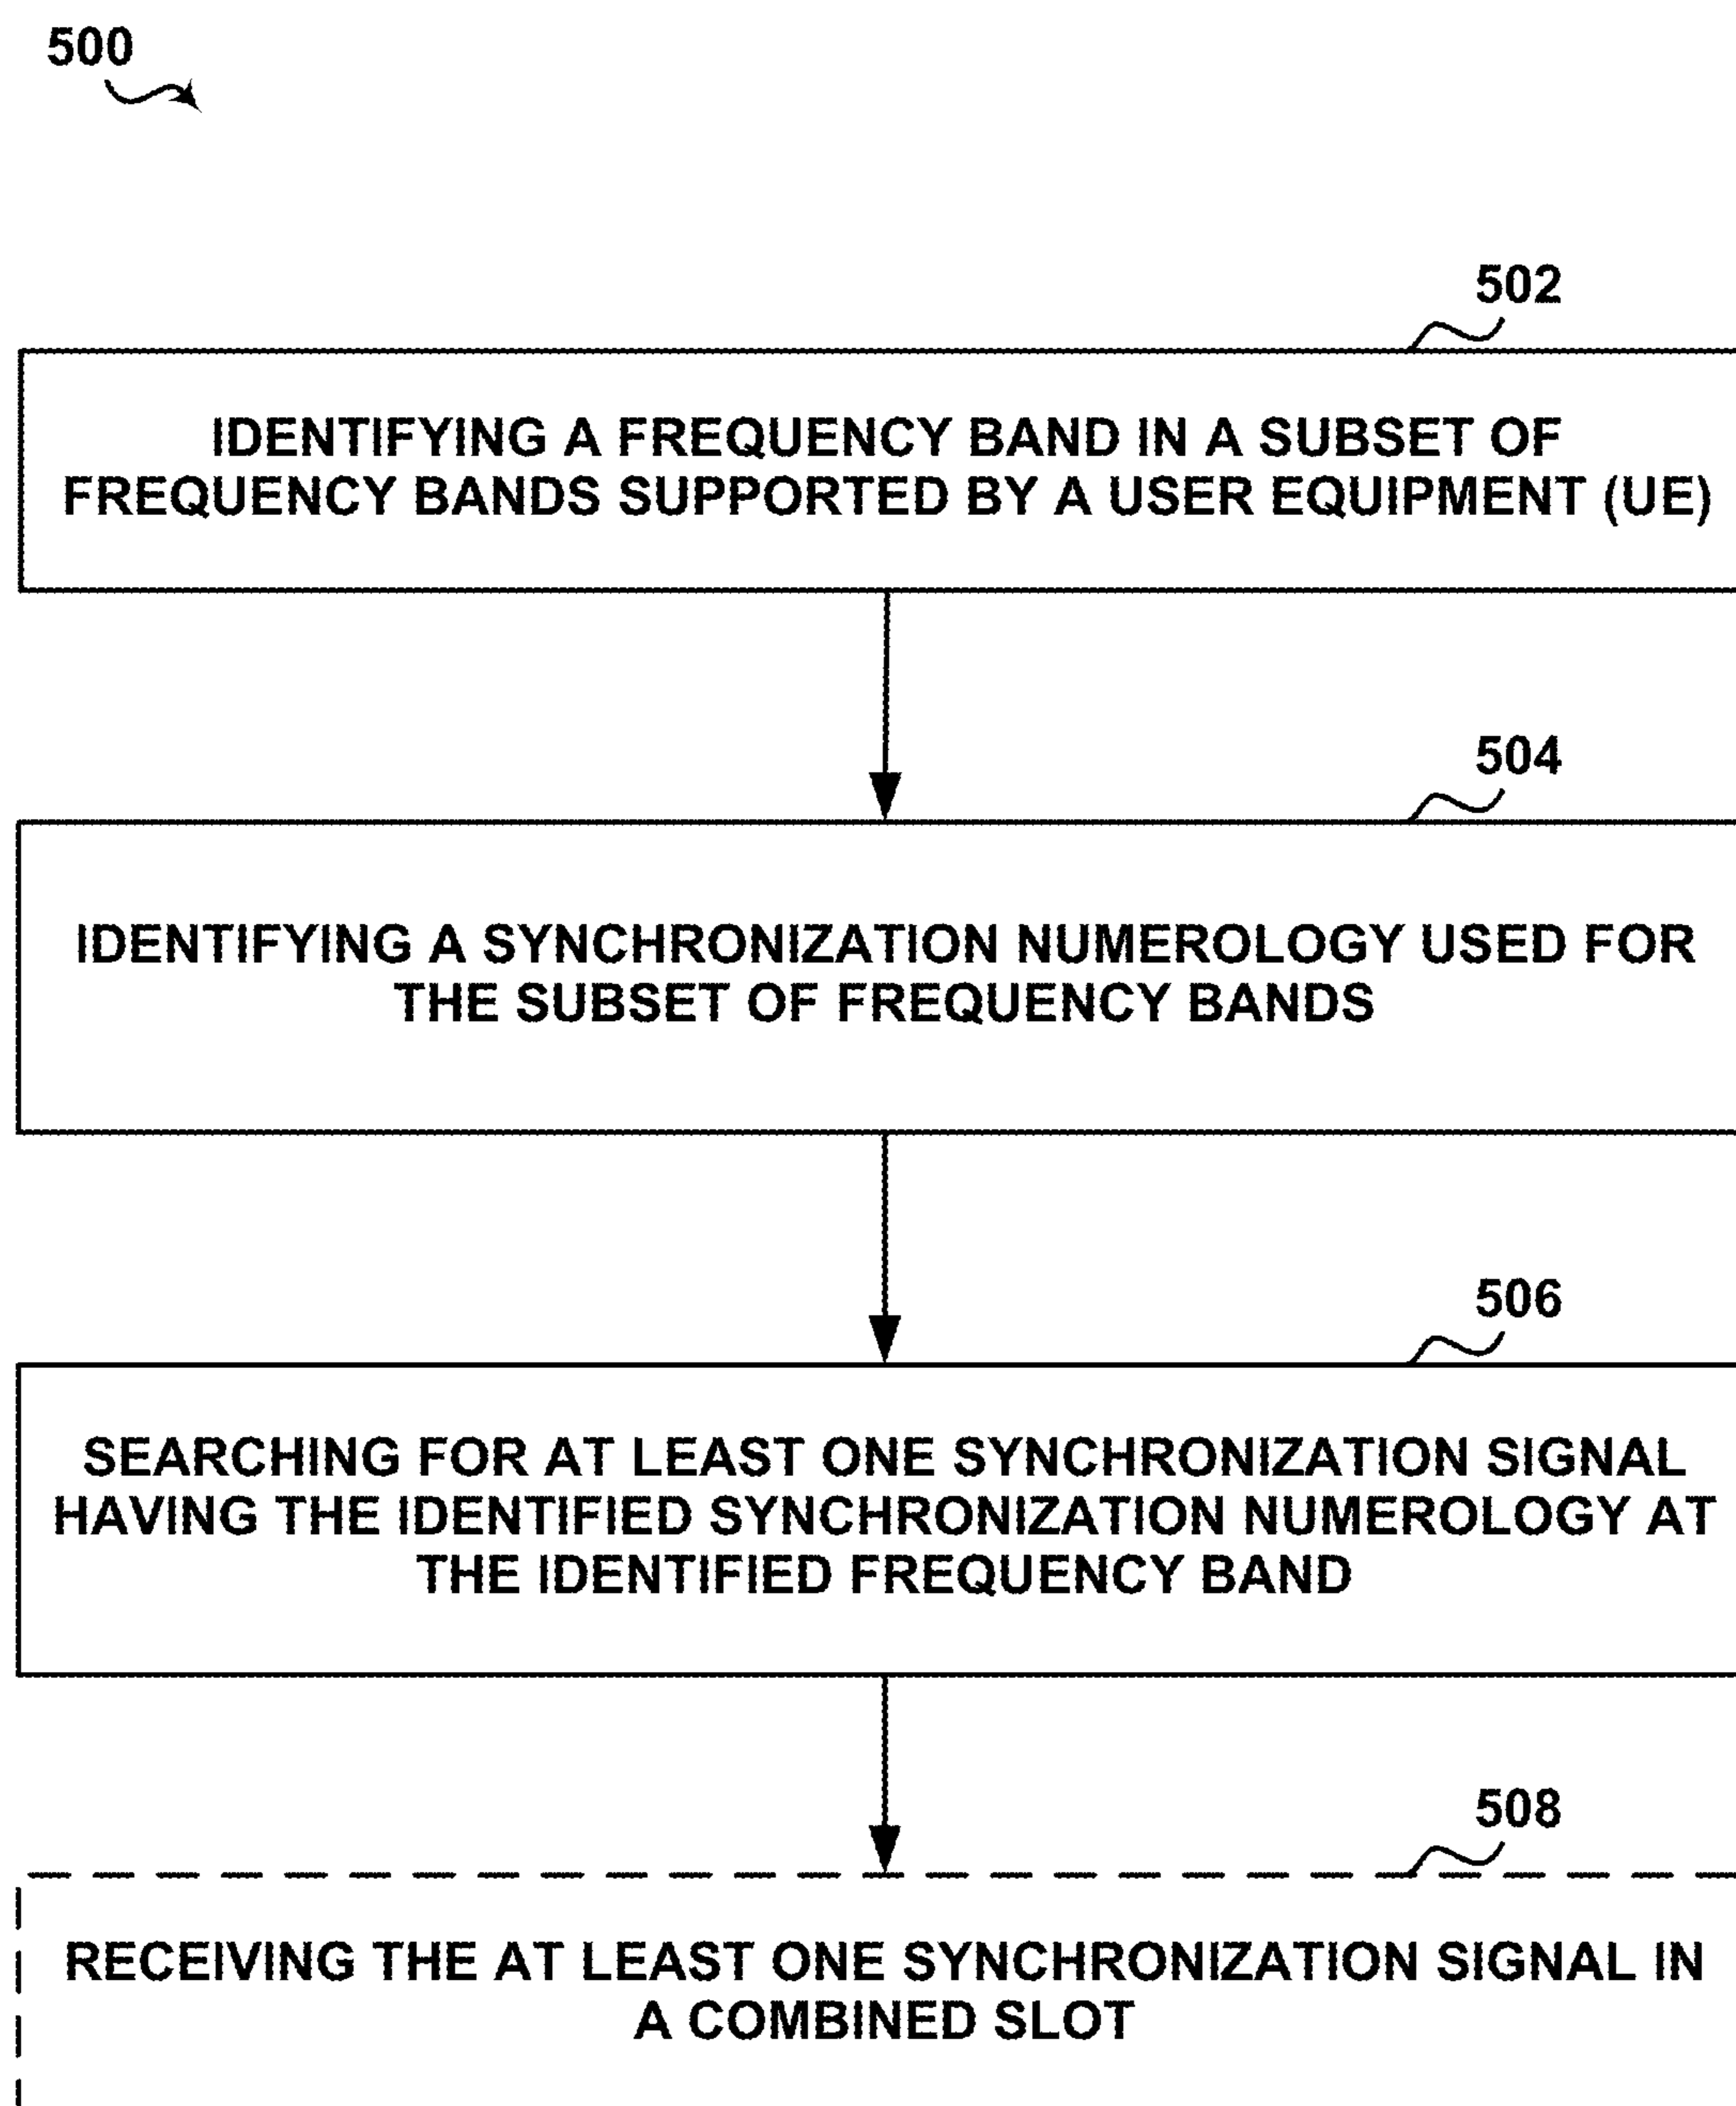 500
502
IDENTIFYING A FREQUENCY BAND IN A SUBSET OF
FREQUENCY BANDS SUPPORTED BY A USER EQUIPMENT (UE)
504
IDENTIFYING A SYNCHRONIZATION NUMEROLOGY USED FOR
THE SUBSET OF FREQUENCY BANDS
506
SEARCHING FOR AT LEAST ONE SYNCHRONIZATION SIGNAL
HAVING THE IDENTIFIED SYNCHRONIZATION NUMEROLOGY AT
THE IDENTIFIED FREQUENCY BAND
508
RECEIVING THE AT LEAST ONE SYNCHRONIZATION SIGNAL IN
A COMBINED SLOT